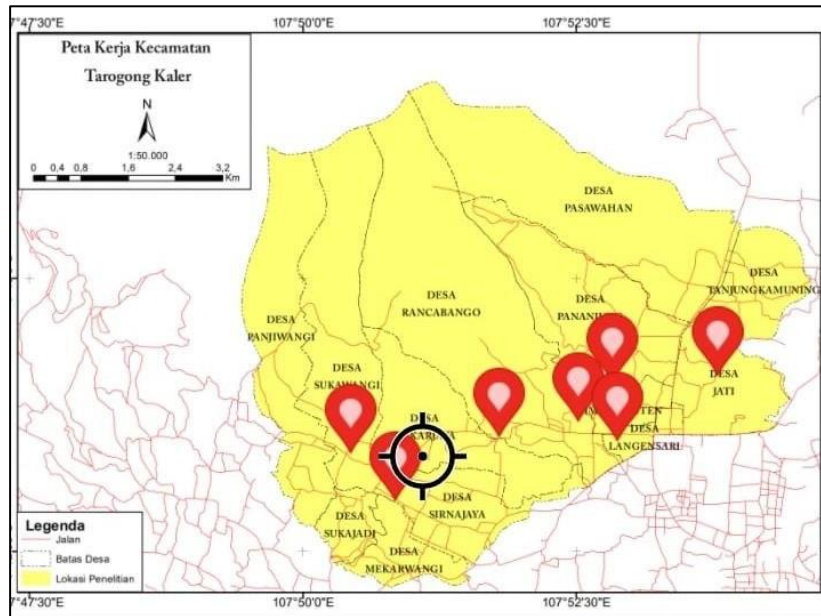 7°47'30"E
107°50'0"E
107°52'30"E
107°
Peta Kerja Kecamatan
Tarogong Kaler
N
1:50.000
0 0,4 0,8 1,6 2,4 3,2
Km
DESA
PASAWAHAN
DESA
TANJUNGKAMUNING
DESA
RANCABANGO
DESA
DESA
PANJIWANGI
DESA
SUKAWANGI
DESA
JATI
DESA
DESA
LANGENSARI
DESA
SIRNAJAYA
DESA
SUKAJADI
DESA
MEKARWANGI
Legenda
Jalan
Batas Desa
Lokasi Penelitian
7°47'30"E
107°50'0"E
107°52'30"E
107°